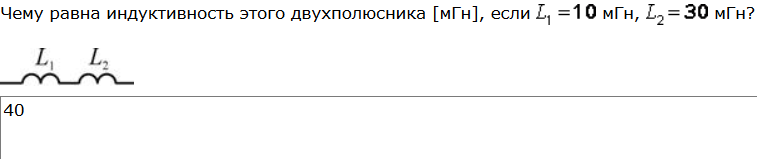 Чему равна индуктивность этого двухполюсника [мГн], если L₁ =10 мГн, L₂= 30 мГн?
L₁ L₂
40